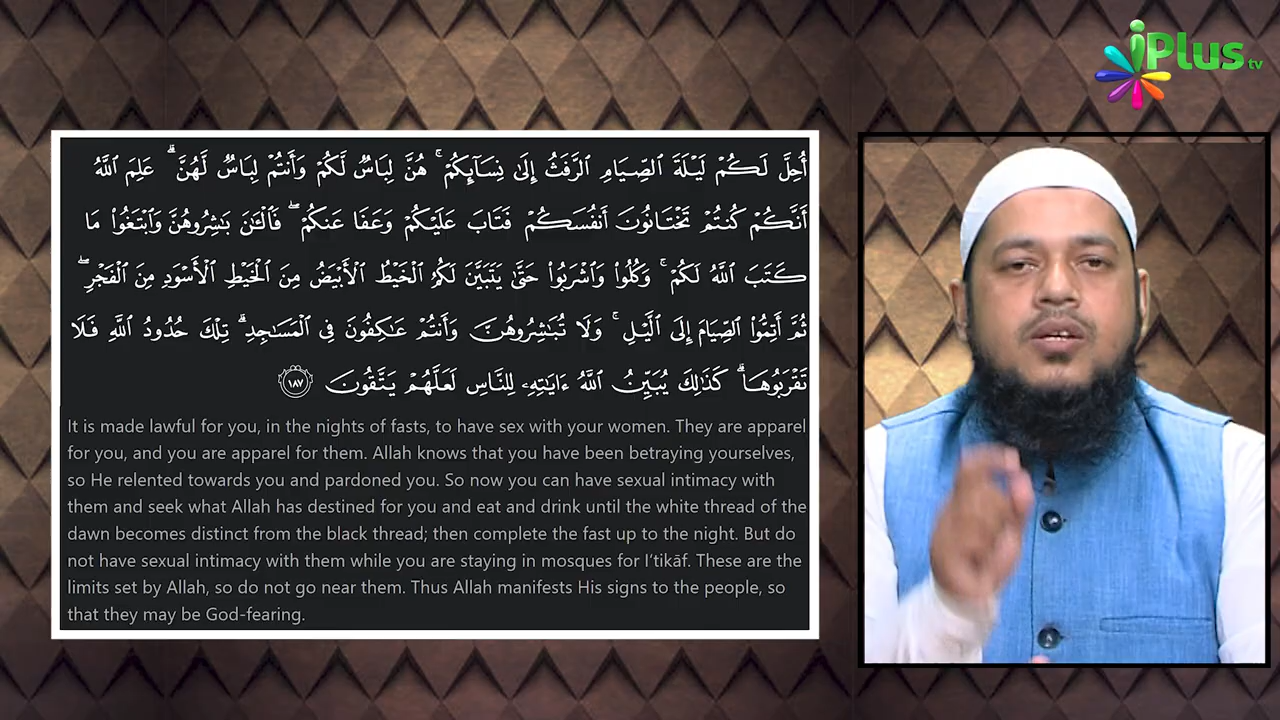 iPlus tv
أُحِلَّ لَكُمْ لَيْلَةَ ٱلصِّيَامِ ٱلرَّفَثُ إِلَىٰ نِسَآئِكُمْ ۚ هُنَّ لِبَاسٌ لَّكُمْ وَأَنتُمْ لِبَاسٌ لَّهُنَّ ۗ عَلِمَ ٱللَّهُ
أَنَّكُمْ كُنتُمْ تَخْتَانُونَ أَنفُسَكُمْ فَتَابَ عَلَيْكُمْ وَعَفَا عَنكُمْ ۖ فَٱلْـَٰٔنَ بَـٰشِرُوهُنَّ وَٱبْتَغُوا۟ مَا
كَتَبَ ٱللَّهُ لَكُمْ ۚ وَكُلُوا۟ وَٱشْرَبُوا۟ حَتَّىٰ يَتَبَيَّنَ لَكُمُ ٱلْخَيْطُ ٱلْأَبْيَضُ مِنَ ٱلْخَيْطِ ٱلْأَسْوَدِ مِنَ ٱلْفَجْرِ ۖ
ثُمَّ أَتِمُّوا۟ ٱلصِّيَامَ إِلَى ٱلَّيْلِ ۚ وَلَا تُبَـٰشِرُوهُنَّ وَأَنتُمْ عَـٰكِفُونَ فِى ٱلْمَسَـٰجِدِ ۗ تِلْكَ حُدُودُ ٱللَّهِ فَلَا
تَقْرَبُوهَا ۗ كَذَٰلِكَ يُبَيِّنُ ٱللَّهُ ءَايَـٰتِهِۦ لِلنَّاسِ لَعَلَّهُمْ يَتَّقُونَ ١٨٧
It is made lawful for you, in the nights of fasts, to have sex with your women. They are apparel
for you, and you are apparel for them. Allah knows that you have been betraying yourselves,
so He relented towards you and pardoned you. So now you can have sexual intimacy with
them and seek what Allah has destined for you and eat and drink until the white thread of the
dawn becomes distinct from the black thread; then complete the fast up to the night. But do
not have sexual intimacy with them while you are staying in mosques for I‘tikāf. These are the
limits set by Allah, so do not go near them. Thus Allah manifests His signs to the people, so
that they may be God-fearing.